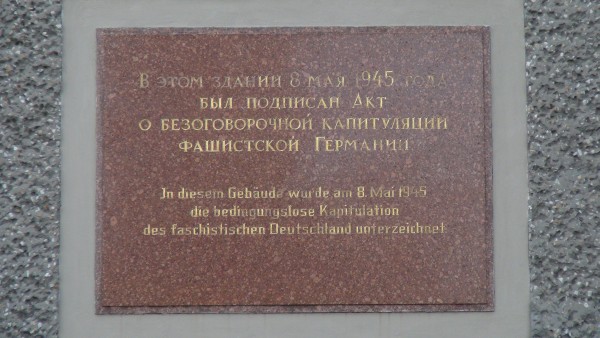 В этом здании 8 мая 1945 года
был подписан Акт
о безоговорочной капитуляции
фашистской Германии
In diesem Gebäude wurde am 8. Mai 1945
die bedingungslose Kapitulation
des faschistischen Deutschland unterzeichnet